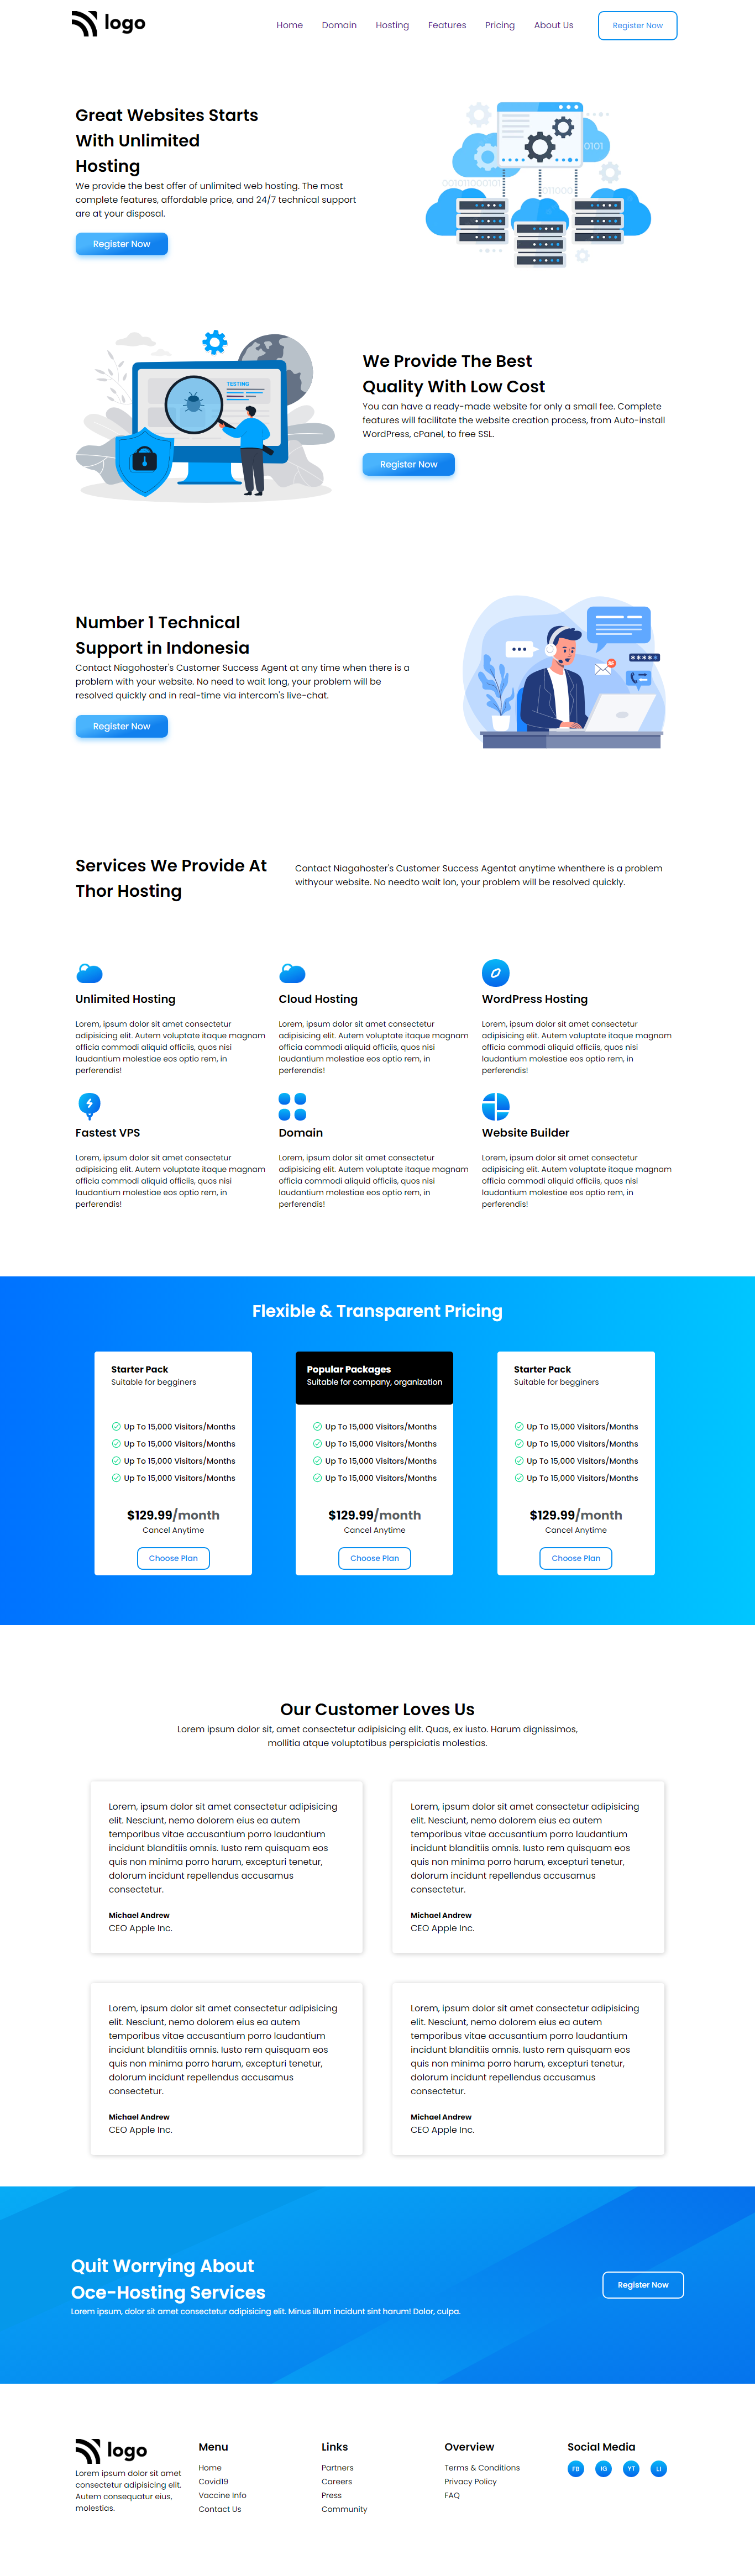 logo
Home Domain Hosting Features Pricing About Us Register Now
Great Websites Starts
With Unlimited
Hosting
We provide the best offer of unlimited web hosting. The most
complete features, affordable price, and 24/7 technical support
are at your disposal.
Register Now
TESTING
We Provide The Best
Quality With Low Cost
You can have a ready-made website for only a small fee. Complete
features will facilitate the website creation process, from Auto-install
WordPress, cPanel, to free SSL.
Register Now
Number 1 Technical
Support in Indonesia
Contact Niagohoster's Customer Success Agent at any time when there is a
problem with your website. No need to wait long, your problem will be
resolved quickly and in real-time via intercom's live-chat.
Register Now
Services We Provide At
Thor Hosting
Contact Niagahoster's Customer Success Agentat anytime whenthere is a problem
withyour website. No needto wait lon, your problem will be resolved quickly.
Unlimited Hosting
Lorem, ipsum dolor sit amet consectetur
adipisicing elit. Autem voluptate itaque magnam
officia commodi aliquid officiis, quos nisi
laudantium molestiae eos optio rem, in
perferendis!
Cloud Hosting
Lorem, ipsum dolor sit amet consectetur
adipisicing elit. Autem voluptate itaque magnam
officia commodi aliquid officiis, quos nisi
laudantium molestiae eos optio rem, in
perferendis!
WordPress Hosting
Lorem, ipsum dolor sit amet consectetur
adipisicing elit. Autem voluptate itaque magnam
officia commodi aliquid officiis, quos nisi
laudantium molestiae eos optio rem, in
perferendis!
Fastest VPS
Lorem, ipsum dolor sit amet consectetur
adipisicing elit. Autem voluptate itaque magnam
officia commodi aliquid officiis, quos nisi
laudantium molestiae eos optio rem, in
perferendis!
Domain
Lorem, ipsum dolor sit amet consectetur
adipisicing elit. Autem voluptate itaque magnam
officia commodi aliquid officiis, quos nisi
laudantium molestiae eos optio rem, in
perferendis!
Website Builder
Lorem, ipsum dolor sit amet consectetur
adipisicing elit. Autem voluptate itaque magnam
officia commodi aliquid officiis, quos nisi
laudantium molestiae eos optio rem, in
perferendis!
Flexible & Transparent Pricing
Starter Pack
Suitable for begginers
Up To 15,000 Visitors/Months
Up To 15,000 Visitors/Months
Up To 15,000 Visitors/Months
Up To 15,000 Visitors/Months
$129.99/month
Cancel Anytime
Choose Plan
Popular Packages
Suitable for company, organization
Up To 15,000 Visitors/Months
Up To 15,000 Visitors/Months
Up To 15,000 Visitors/Months
Up To 15,000 Visitors/Months
$129.99/month
Cancel Anytime
Choose Plan
Starter Pack
Suitable for begginers
Up To 15,000 Visitors/Months
Up To 15,000 Visitors/Months
Up To 15,000 Visitors/Months
Up To 15,000 Visitors/Months
$129.99/month
Cancel Anytime
Choose Plan
Our Customer Loves Us
Lorem ipsum dolor sit, amet consectetur adipisicing elit. Quas, ex iusto. Harum dignissimos,
mollitia atque voluptatibus perspiciatis molestias.
Lorem, ipsum dolor sit amet consectetur adipisicing
elit. Nesciunt, nemo dolorem eius ea autem
temporibus vitae accusantium porro laudantium
incidunt blanditiis omnis. Iusto rem quisquam eos
quis non minima porro harum, excepturi tenetur,
dolorum incidunt repellendus accusamus
consectetur.
Michael Andrew
CEO Apple Inc.
Lorem, ipsum dolor sit amet consectetur adipisicing
elit. Nesciunt, nemo dolorem eius ea autem
temporibus vitae accusantium porro laudantium
incidunt blanditiis omnis. Iusto rem quisquam eos
quis non minima porro harum, excepturi tenetur,
dolorum incidunt repellendus accusamus
consectetur.
Michael Andrew
CEO Apple Inc.
Lorem, ipsum dolor sit amet consectetur adipisicing
elit. Nesciunt, nemo dolorem eius ea autem
temporibus vitae accusantium porro laudantium
incidunt blanditiis omnis. Iusto rem quisquam eos
quis non minima porro harum, excepturi tenetur,
dolorum incidunt repellendus accusamus
consectetur.
Michael Andrew
CEO Apple Inc.
Lorem, ipsum dolor sit amet consectetur adipisicing
elit. Nesciunt, nemo dolorem eius ea autem
temporibus vitae accusantium porro laudantium
incidunt blanditiis omnis. Iusto rem quisquam eos
quis non minima porro harum, excepturi tenetur,
dolorum incidunt repellendus accusamus
consectetur.
Michael Andrew
CEO Apple Inc.
Quit Worrying About
Oce-Hosting Services
Lorem ipsum, dolor sit amet consectetur adipisicing elit. Minus illum incidunt sint harum! Dolor, culpa.
Register Now
logo
Lorem ipsum dolor sit amet
consectetur adipisicing elit.
Autem consequatur eius,
molestias.
Menu
Home
Covid19
Vaccine Info
Contact Us
Links
Partners
Careers
Press
Community
Overview
Terms & Conditions
Privacy Policy
FAQ
Social Media
FB IG YT LI